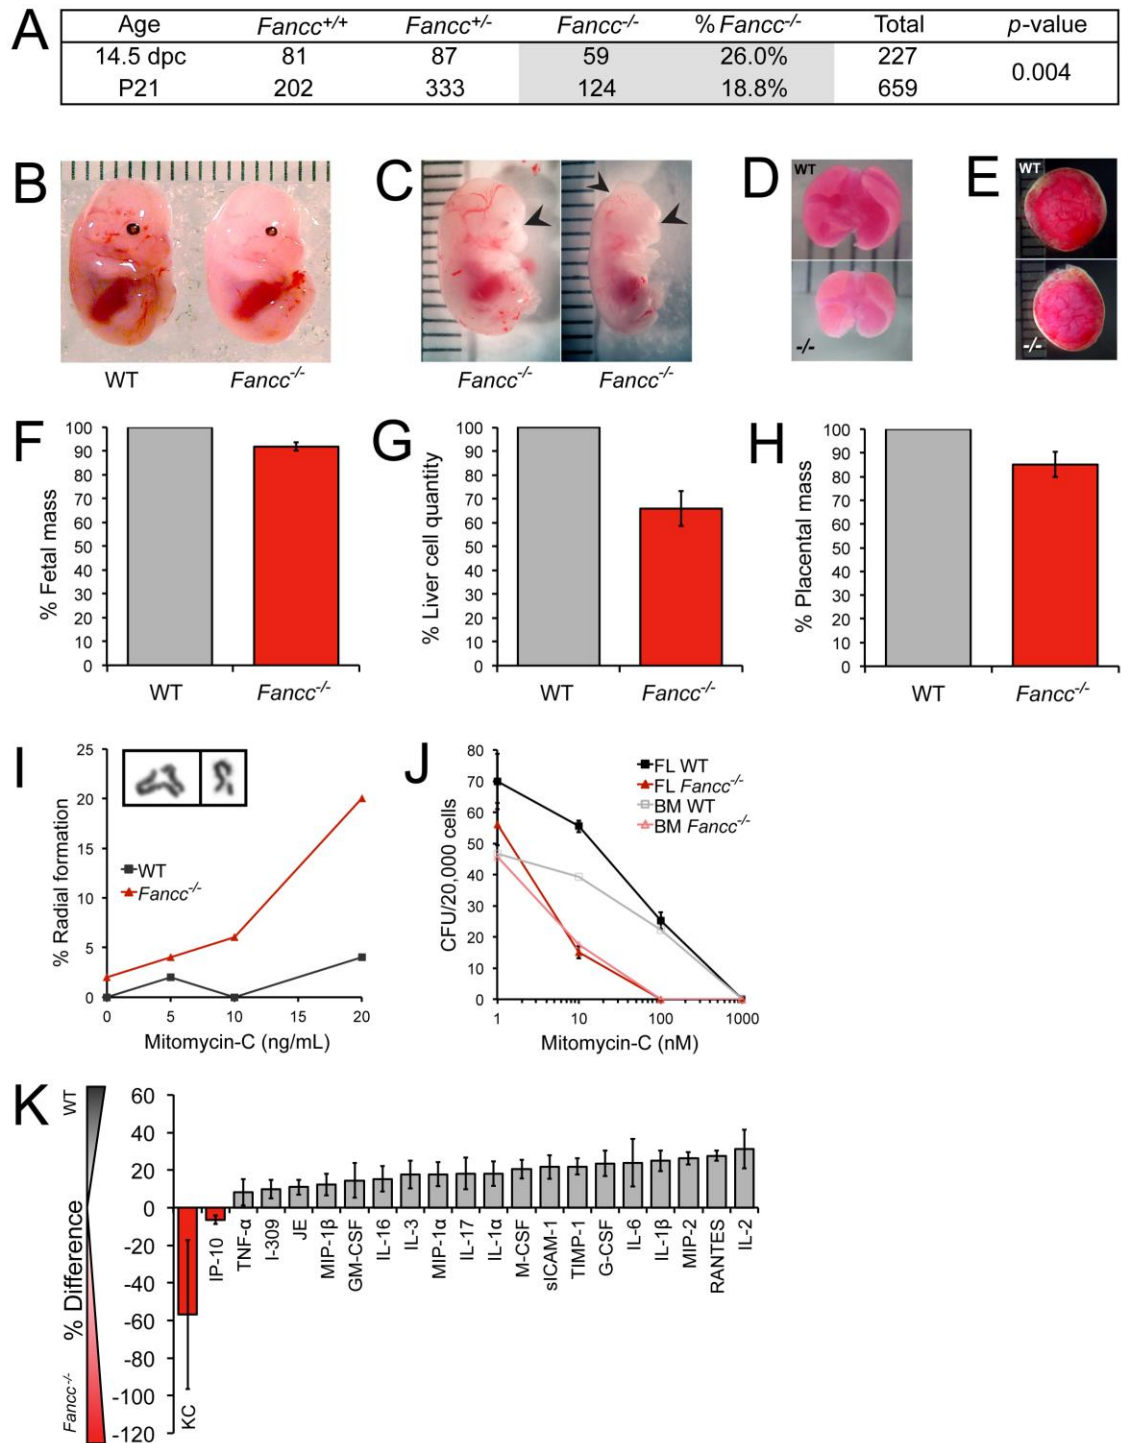 A
Age Fancc+/+ Fancc+/- Fancc-/- % Fancc-/- Total p-value
14.5 dpc 81 87 59 26.0% 227 0.004
P21 202 333 124 18.8% 659
B
WT Fancc-/-
C
Fancc-/- Fancc-/-
D
WT
-/-
E
WT
-/-
F
% Fetal mass
100
90
80
70
60
50
40
30
20
10
0
WT Fancc-/-
G
% Liver cell quantity
100
90
80
70
60
50
40
30
20
10
0
WT Fancc-/-
H
% Placental mass
100
90
80
70
60
50
40
30
20
10
0
WT Fancc-/-
I
% Radial formation
25
20
15
10
5
0
WT
Fancc-/-
0 5 10 15 20
Mitomycin-C (ng/mL)
J
CFU/20,000 cells
80
70
60
50
40
30
20
10
0
FL WT
FL Fancc-/-
BM WT
BM Fancc-/-
1 10 100 1000
Mitomycin-C (nM)
K
WT
% Difference
Fancc-/-
60
40
20
0
-20
-40
-60
-80
-100
-120
KC
IP-10
TNF-α
I-309
JE
MIP-1β
GM-CSF
IL-16
IL-3
MIP-1α
IL-17
IL-1α
M-CSF
sICAM-1
TIMP-1
G-CSF
IL-6
IL-1β
MIP-2
RANTES
IL-2